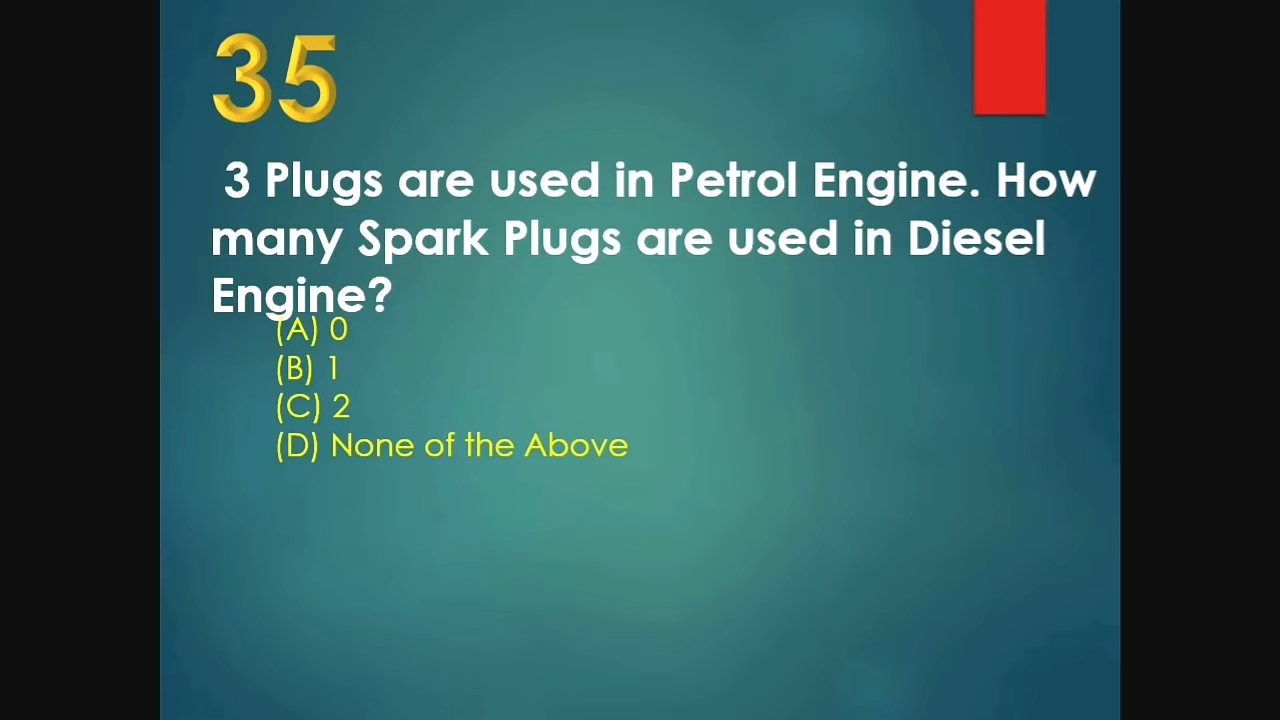 35
3 Plugs are used in Petrol Engine. How
many Spark Plugs are used in Diesel
Engine?
(A) 0
(B) 1
(C) 2
(D) None of the Above